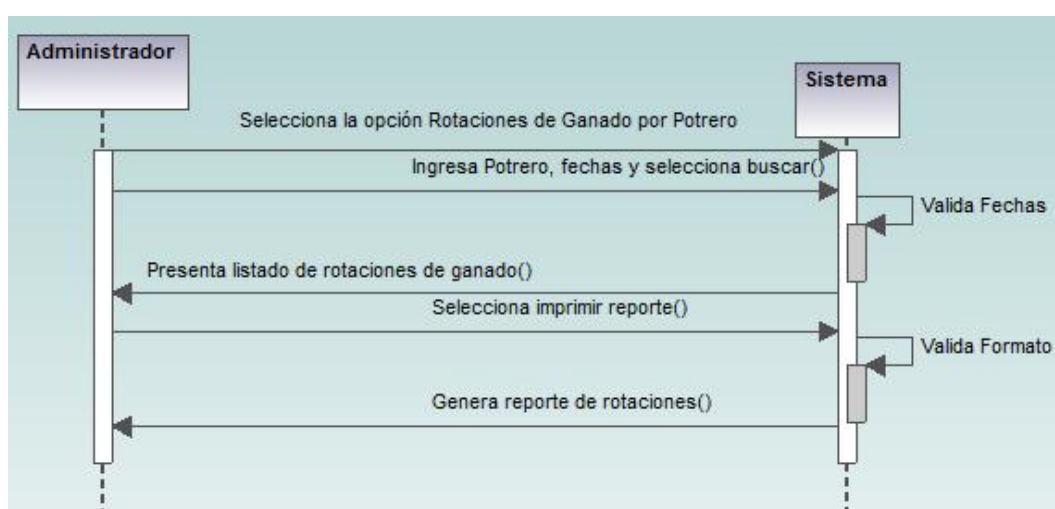 Administrador
Sistema
Selecciona la opción Rotaciones de Ganado por Potrero
Ingresa Potrero, fechas y selecciona buscar()
Valida Fechas
Presenta listado de rotaciones de ganado()
Selecciona imprimir reporte()
Valida Formato
Genera reporte de rotaciones()